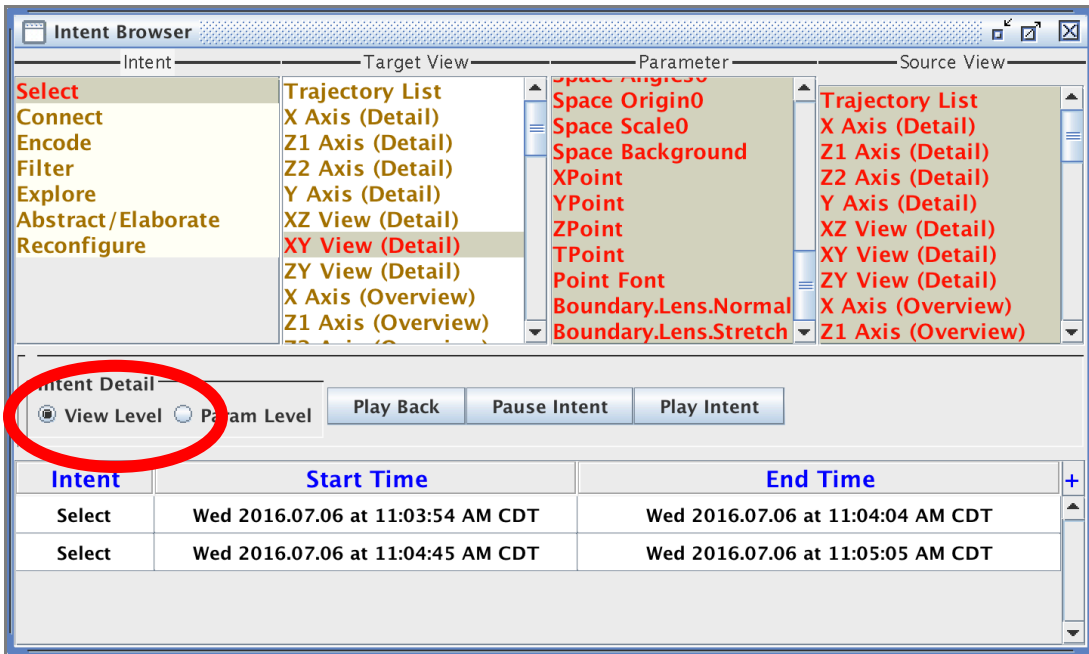 Intent Browser
Intent
Target View
Parameter
Source View
Select
Connect
Encode
Filter
Explore
Abstract/Elaborate
Reconfigure
Trajectory List
X Axis (Detail)
Z1 Axis (Detail)
Z2 Axis (Detail)
Y Axis (Detail)
XZ View (Detail)
XY View (Detail)
ZY View (Detail)
X Axis (Overview)
Z1 Axis (Overview)
Space Origin0
Space Scale0
Space Background
XPoint
YPoint
ZPoint
TPoint
Point Font
Boundary.Lens.Normal
Boundary.Lens.Stretch
Trajectory List
X Axis (Detail)
Z1 Axis (Detail)
Z2 Axis (Detail)
Y Axis (Detail)
XZ View (Detail)
XY View (Detail)
ZY View (Detail)
X Axis (Overview)
Z1 Axis (Overview)
Intent Detail
View Level Param Level Play Back Pause Intent Play Intent
Intent Start Time End Time +
Select Wed 2016.07.06 at 11:03:54 AM CDT Wed 2016.07.06 at 11:04:04 AM CDT
Select Wed 2016.07.06 at 11:04:45 AM CDT Wed 2016.07.06 at 11:05:05 AM CDT